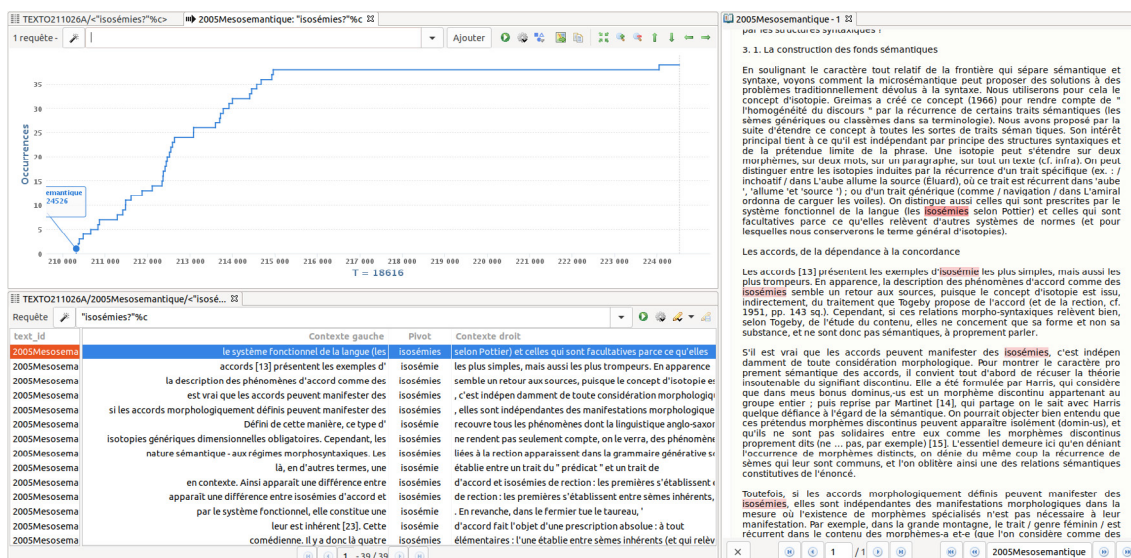 TEXTO211026A/<"isosémies?"%c>
2005Mesosemantique: "isosémies?"%c
1 requête -
Ajouter
Occurrences
35
30
25
20
15
10
5
0
emantique
24526
210 000 211 000 212 000 213 000 214 000 215 000 216 000 217 000 218 000 219 000 220 000 221 000 222 000 223 000 224 000
T = 18616
TEXTO211026A/2005Mesosemantique/<"isosé...
Requête "isosémies?"%c
text_id Contexte gauche Pivot Contexte droit
2005Mesosema le système fonctionnel de la langue (les isosémies selon Pottier) et celles qui sont facultatives parce ce qu'elles
2005Mesosema accords [13] présentent les exemples d' isosémie les plus simples, mais aussi les plus trompeurs. En apparence
2005Mesosema la description des phénomènes d'accord comme des isosémies semble un retour aux sources, puisque le concept d'isotopie es
2005Mesosema est vrai que les accords peuvent manifester des isosémies , c'est indépen damment de toute considération morphologiq
2005Mesosema si les accords morphologiquement définis peuvent manifester des isosémies , elles sont indépendantes des manifestations morphologique
2005Mesosema Défini de cette manière, ce type d' isosémie recouvre tous les phénomènes dont la linguistique anglo-saxor
2005Mesosema isotopies génériques dimensionnelles obligatoires. Cependant, les isosémies ne rendent pas seulement compte, on le verra, des phénomène
2005Mesosema nature sémantique - aux régimes morphosyntaxiques. Les isosémies liées à la rection apparaissent dans la grammaire générative so
2005Mesosema là, en d'autres termes, une isosémie établie entre un trait du " prédicat " et un trait de
2005Mesosema en contexte. Ainsi apparaît une différence entre isosémies d'accord et isosémies de rection : les premières s'établissent e
2005Mesosema apparaît une différence entre isosémies d'accord et isosémies de rection : les premières s'établissent entre sèmes inhérents,
2005Mesosema par le système fonctionnel, elle constitue une isosémie . En revanche, dans le fermier tue le taureau, '
2005Mesosema leur est inhérent [23]. Cette isosémie d'accord fait l'objet d'une prescription absolue : à tout
2005Mesosema comédienne. Il y a donc là quatre isosémies élémentaires : l'une établie entre sèmes inhérents (et qui relèv
1 - 39 / 39
2005Mesosemantique - 1
par les structures syntaxiques ?
3. 1. La construction des fonds sémantiques
En soulignant le caractère tout relatif de la frontière qui sépare sémantique et
syntaxe, voyons comment la microsémantique peut proposer des solutions à des
problèmes traditionnellement dévolus à la syntaxe. Nous utiliserons pour cela le
concept d'isotopie. Greimas a créé ce concept (1966) pour rendre compte de "
l'homogénéité du discours " par la récurrence de certains traits sémantiques (les
sèmes génériques ou classèmes dans sa terminologie). Nous avons proposé par la
suite d'étendre ce concept à toutes les sortes de traits séman tiques. Son intérêt
principal tient à ce qu'il est indépendant par principe des structures syntaxiques et
de la prétendue limite de la phrase. Une isotopie peut s'étendre sur deux
morphèmes, sur deux mots, sur un paragraphe, sur tout un texte (cf. infra). On peut
distinguer entre les isotopies induites par la récurrence d'un trait spécifique (ex. : /
inchoatif / dans L'aube allume la source (Éluard), où ce trait est récurrent dans 'aube
', 'allume 'et 'source ') ; ou d'un trait générique (comme / navigation / dans L'amiral
ordonna de carguer les voiles). On distingue aussi celles qui sont prescrites par le
système fonctionnel de la langue (les isosémies selon Pottier) et celles qui sont
facultatives parce ce qu'elles relèvent d'autres systèmes de normes (et pour
lesquelles nous conserverons le terme général d'isotopies).
Les accords, de la dépendance à la concordance
Les accords [13] présentent les exemples d'isosémie les plus simples, mais aussi les
plus trompeurs. En apparence, la description des phénomènes d'accord comme des
isosémies semble un retour aux sources, puisque le concept d'isotopie est issu,
indirectement, du traitement que Togeby propose de l'accord (et de la rection, cf.
1951, pp. 143 sq.). Cependant, si ces relations morpho-syntaxiques relèvent bien,
selon Togeby, de l'étude du contenu, elles ne concernent que sa forme et non sa
substance, et ne sont donc pas sémantiques, à proprement parler.
S'il est vrai que les accords peuvent manifester des isosémies, c'est indépen
damment de toute considération morphologique. Pour montrer le caractère pro
prement sémantique des accords, il convient tout d'abord de récuser la théorie
insoutenable du signifiant discontinu. Elle a été formulée par Harris, qui considère
que dans meus bonus dominus,-us est un morphème discontinu appartenant au
groupe entier ; puis reprise par Martinet [14], qui partage on le sait avec Harris
quelque défiance à l'égard de la sémantique. On pourrait objecter bien entendu que
ces prétendus morphèmes discontinus peuvent apparaître isolément (domin-us), et
qu'ils ne sont pas solidaires entre eux comme les morphèmes discontinus
proprement dits (ne ... pas, par exemple) [15]. L'essentiel demeure ici qu'en déniant
l'occurrence de morphèmes distincts, on dénie du même coup la récurrence de
sèmes qui leur sont communs, et l'on oblitère ainsi une des relations sémantiques
constitutives de l'énoncé.
Toutefois, si les accords morphologiquement définis peuvent manifester des
isosémies, elles sont indépendantes des manifestations morphologiques dans la
mesure où l'existence de morphèmes spécialisés n'est pas nécessaire à leur
manifestation. Par exemple, dans la grande montagne, le trait / genre féminin / est
récurrent dans le contenu des morphèmes-a et-e (que l'on considère comme des
1 / 1 2005Mesosemantique